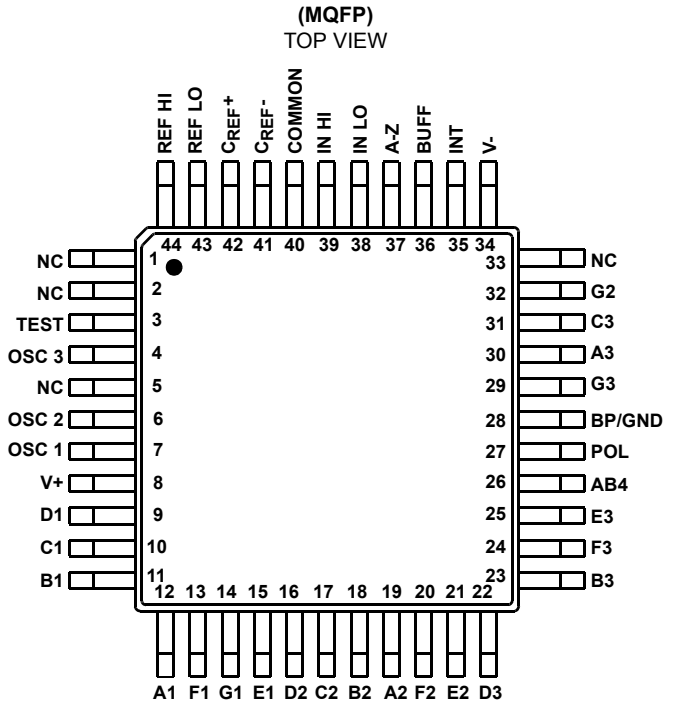 (MQFP)
TOP VIEW
REF HI
REF LO
CREF+
CREF-
COMMON
IN HI
IN LO
A-Z
BUFF
INT
V-
44 43 42 41 40 39 38 37 36 35 34
NC 1 33 NC
NC 2 32 G2
TEST 3 31 C3
OSC 3 4 30 A3
NC 5 29 G3
OSC 2 6 28 BP/GND
OSC 1 7 27 POL
V+ 8 26 AB4
D1 9 25 E3
C1 10 24 F3
B1 11 23 B3
12 13 14 15 16 17 18 19 20 21 22
A1 F1 G1 E1 D2 C2 B2 A2 F2 E2 D3